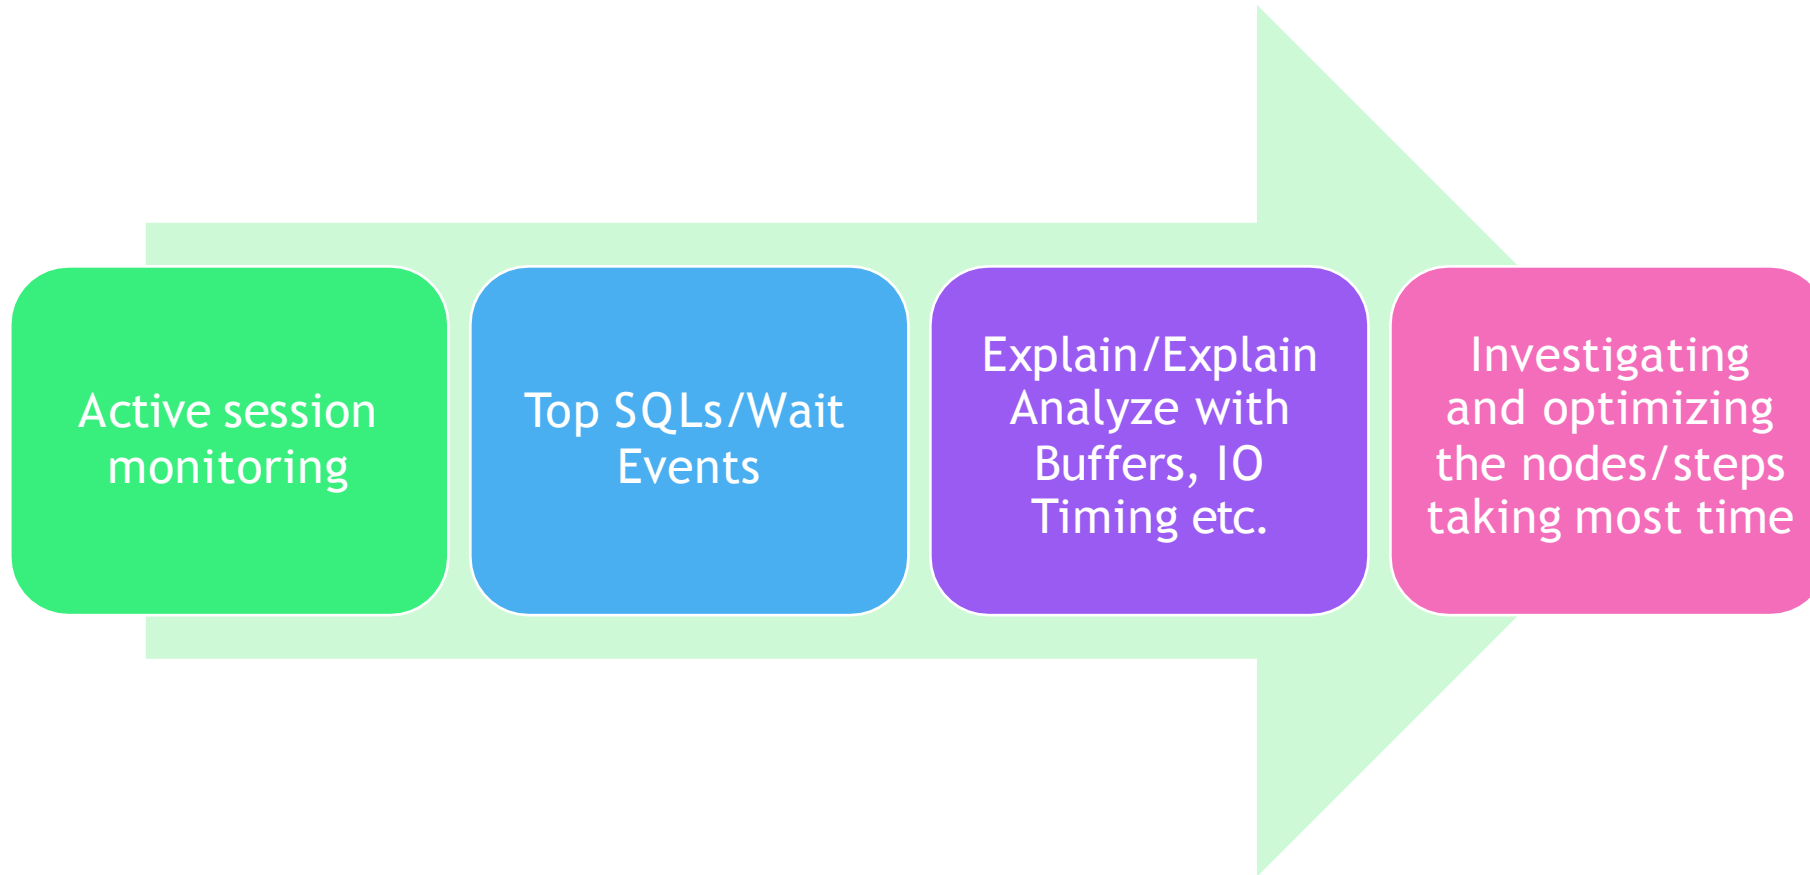 Active session
monitoring
Top SQLs/Wait
Events
Explain/Explain
Analyze with
Buffers, IO
Timing etc.
Investigating
and optimizing
the nodes/steps
taking most time